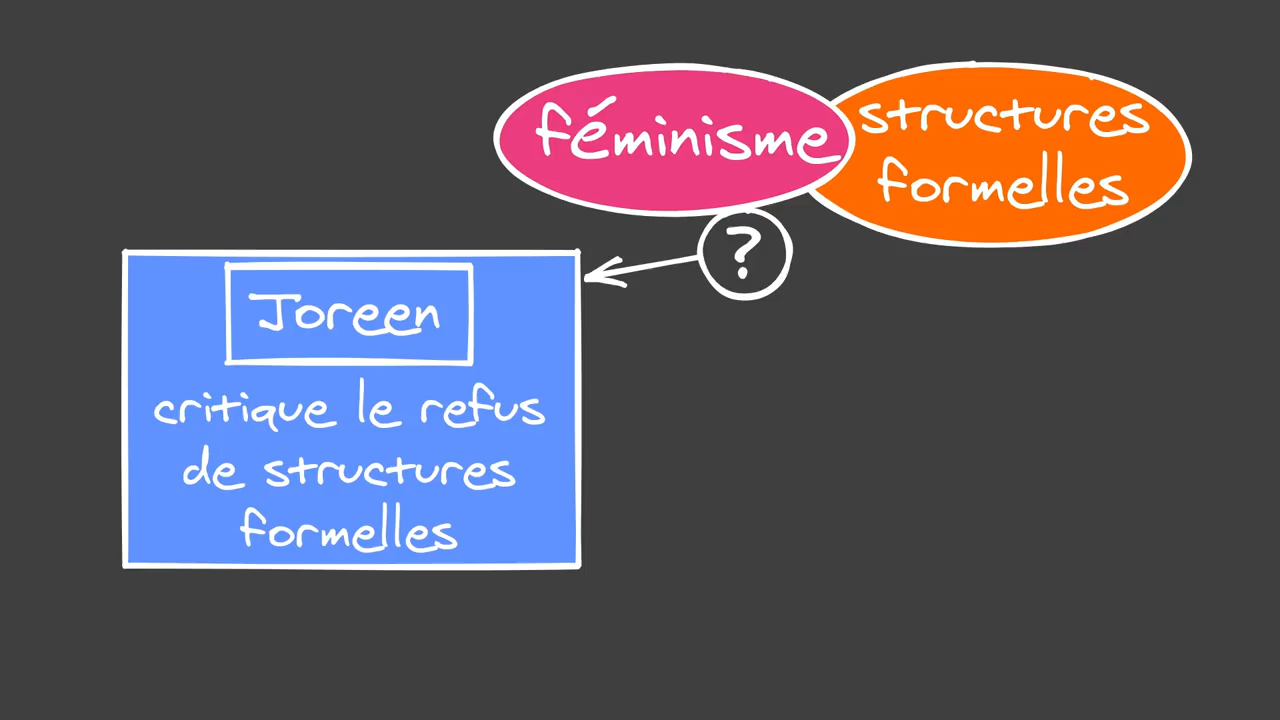 féminisme
structures
formelles
?
Joreen
critique le refus
de structures
formelles